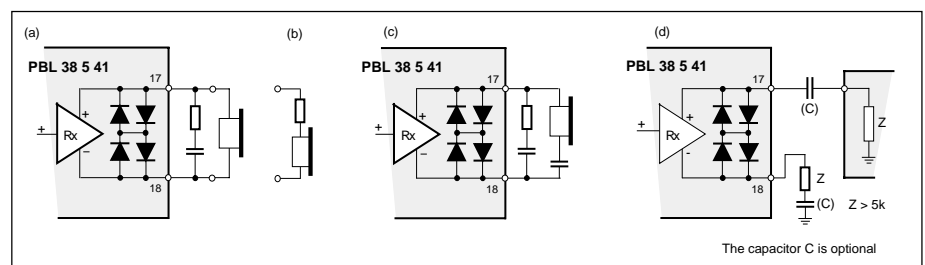 (a)
PBL 38 5 41
17
+
+
Rx
−
18
(b)
(c)
PBL 38 5 41
17
+
+
Rx
−
18
(d)
PBL 38 5 41
17
(C)
+
+
Rx
-
Z
18
Z
(C)
Z > 5k
The capacitor C is optional